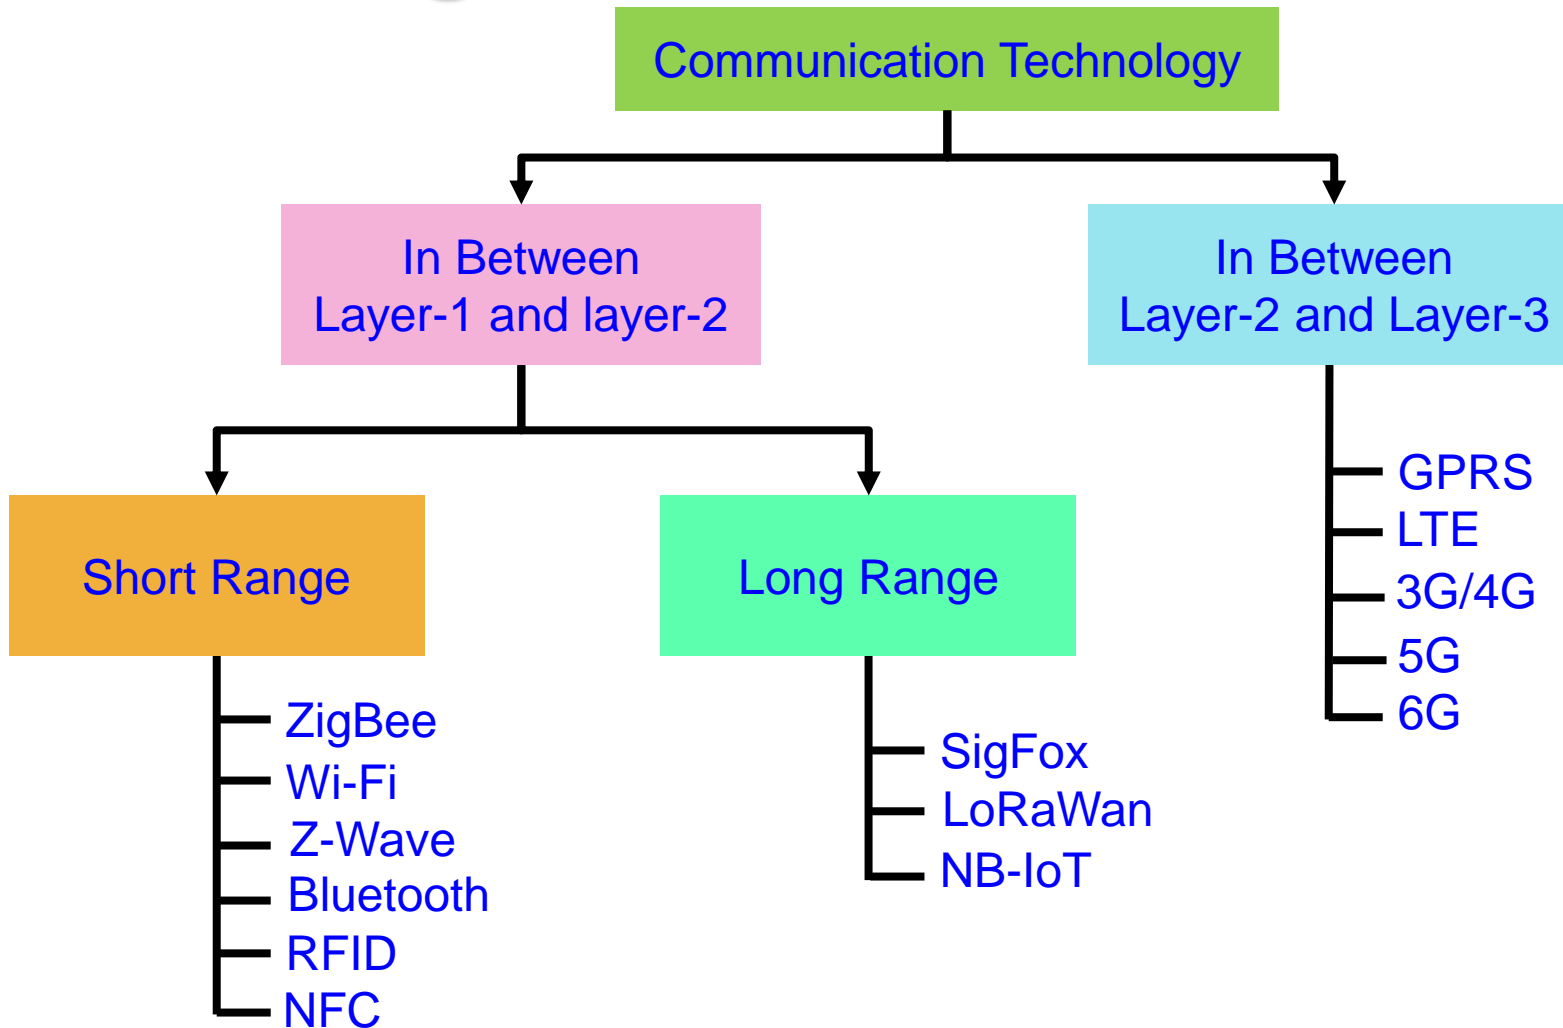 Communication Technology
In Between
Layer-1 and layer-2
In Between
Layer-2 and Layer-3
Short Range
Long Range
GPRS
LTE
3G/4G
5G
6G
ZigBee
Wi-Fi
Z-Wave
Bluetooth
RFID
NFC
SigFox
LoRaWan
NB-IoT